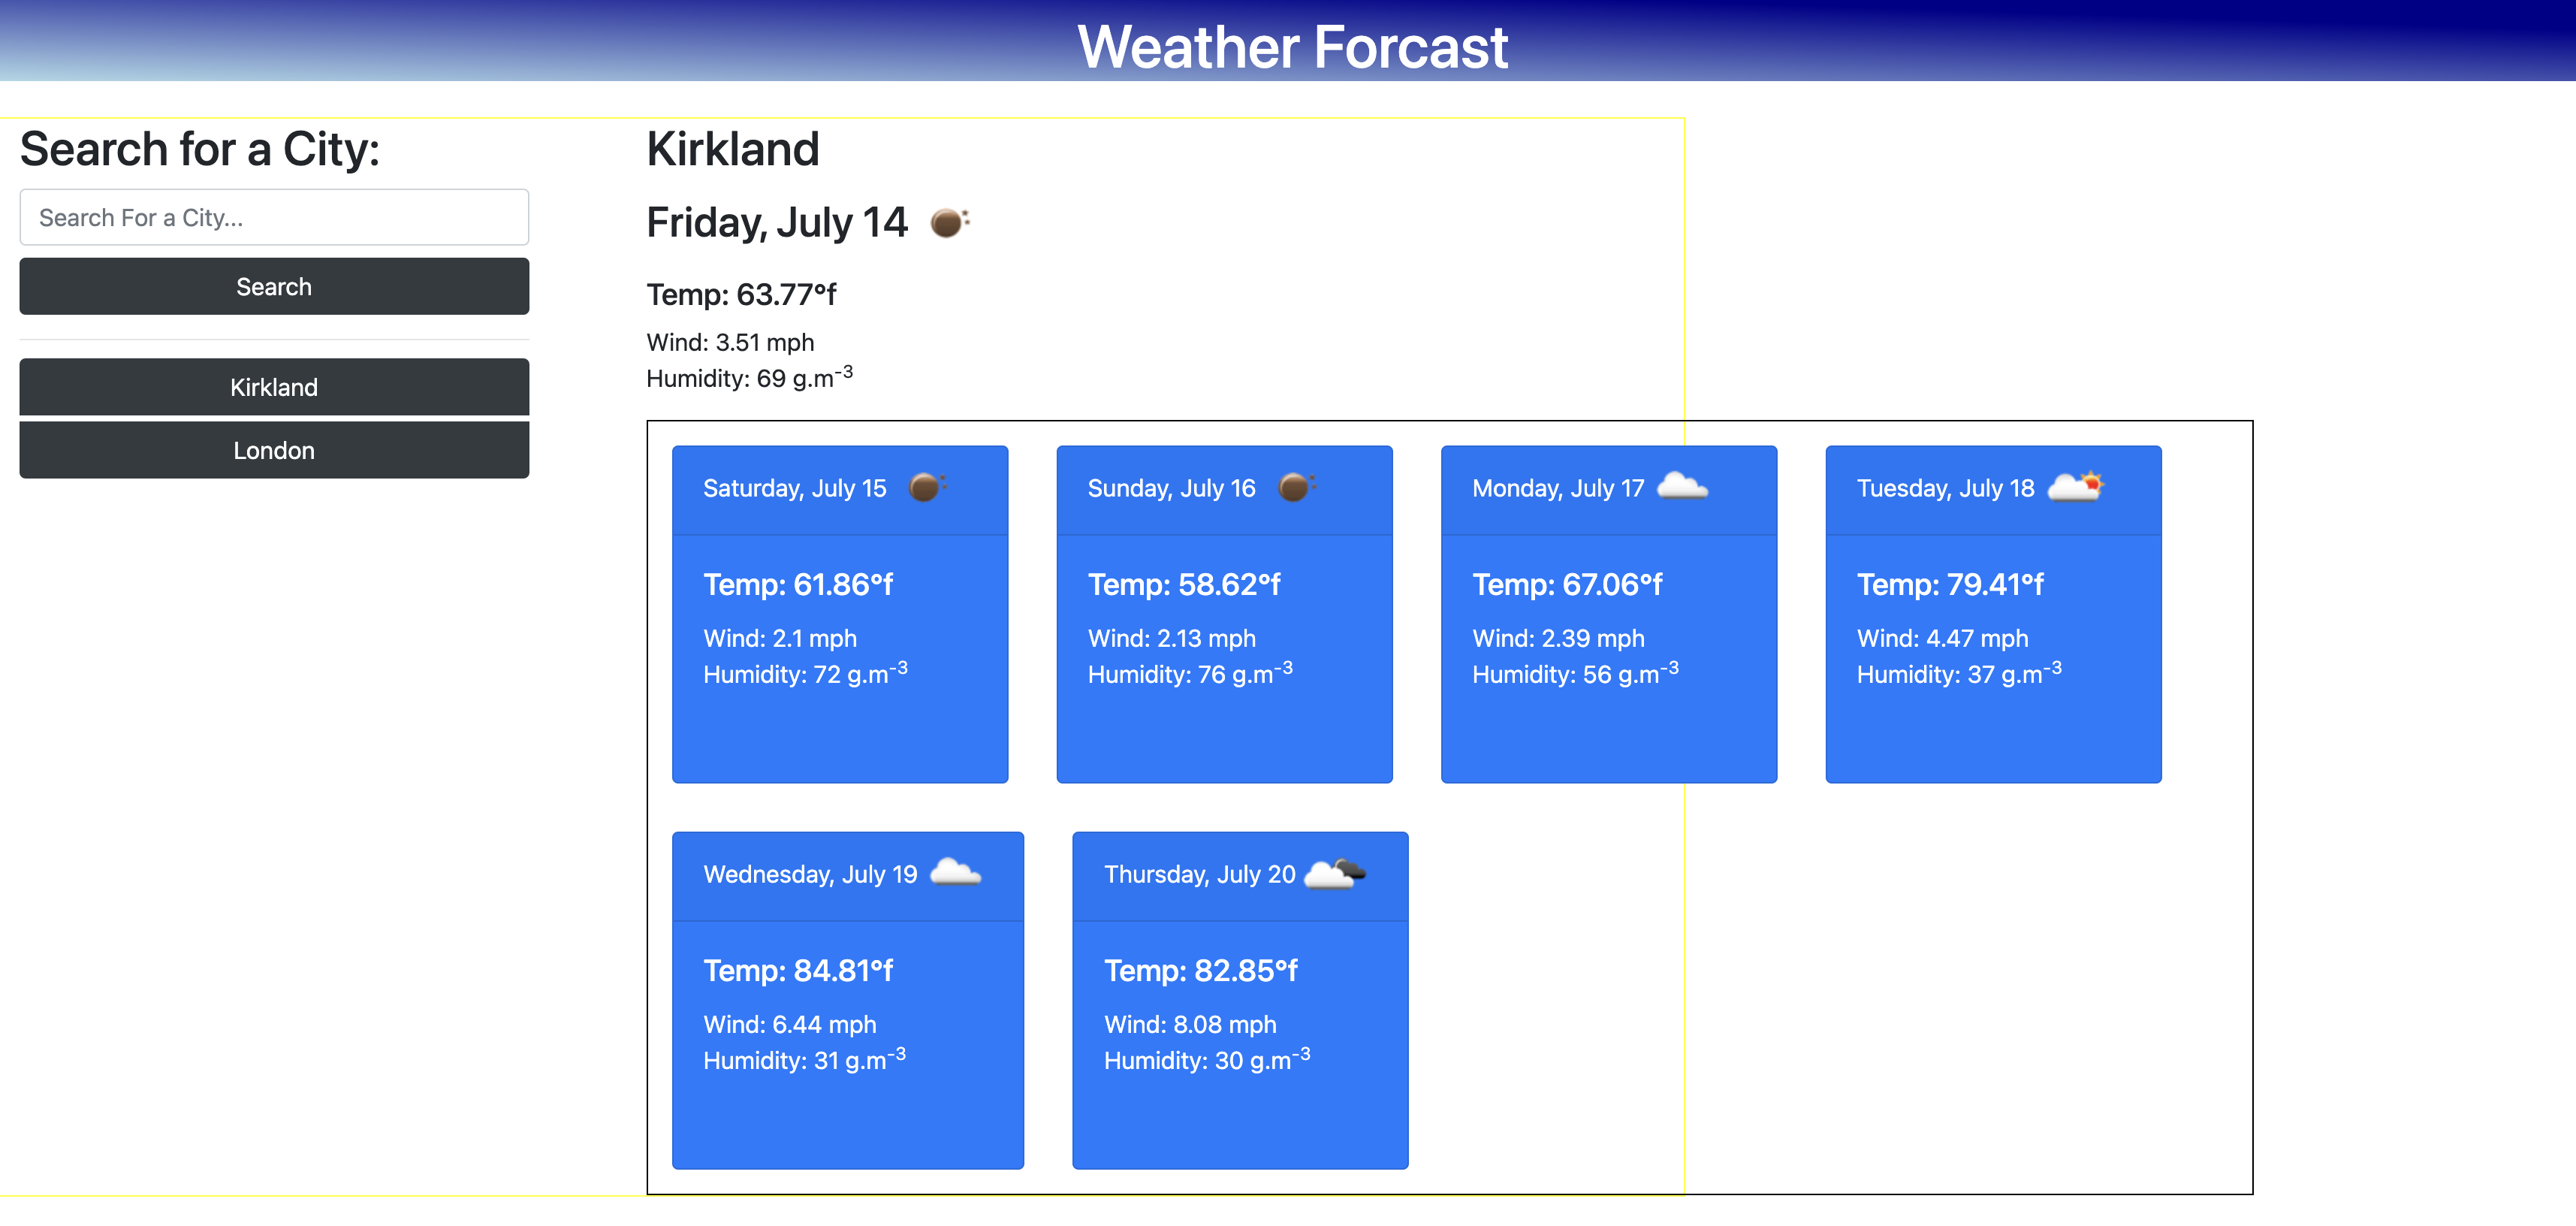 Weather Forcast
Search for a City:
Search For a City...
Search
Kirkland
London
Kirkland
Friday, July 14
Temp: 63.77°f
Wind: 3.51 mph
Humidity: 69 g.m-3
Saturday, July 15
Temp: 61.86°f
Wind: 2.1 mph
Humidity: 72 g.m-3
Sunday, July 16
Temp: 58.62°f
Wind: 2.13 mph
Humidity: 76 g.m-3
Monday, July 17
Temp: 67.06°f
Wind: 2.39 mph
Humidity: 56 g.m-3
Tuesday, July 18
Temp: 79.41°f
Wind: 4.47 mph
Humidity: 37 g.m-3
Wednesday, July 19
Temp: 84.81°f
Wind: 6.44 mph
Humidity: 31 g.m-3
Thursday, July 20
Temp: 82.85°f
Wind: 8.08 mph
Humidity: 30 g.m-3